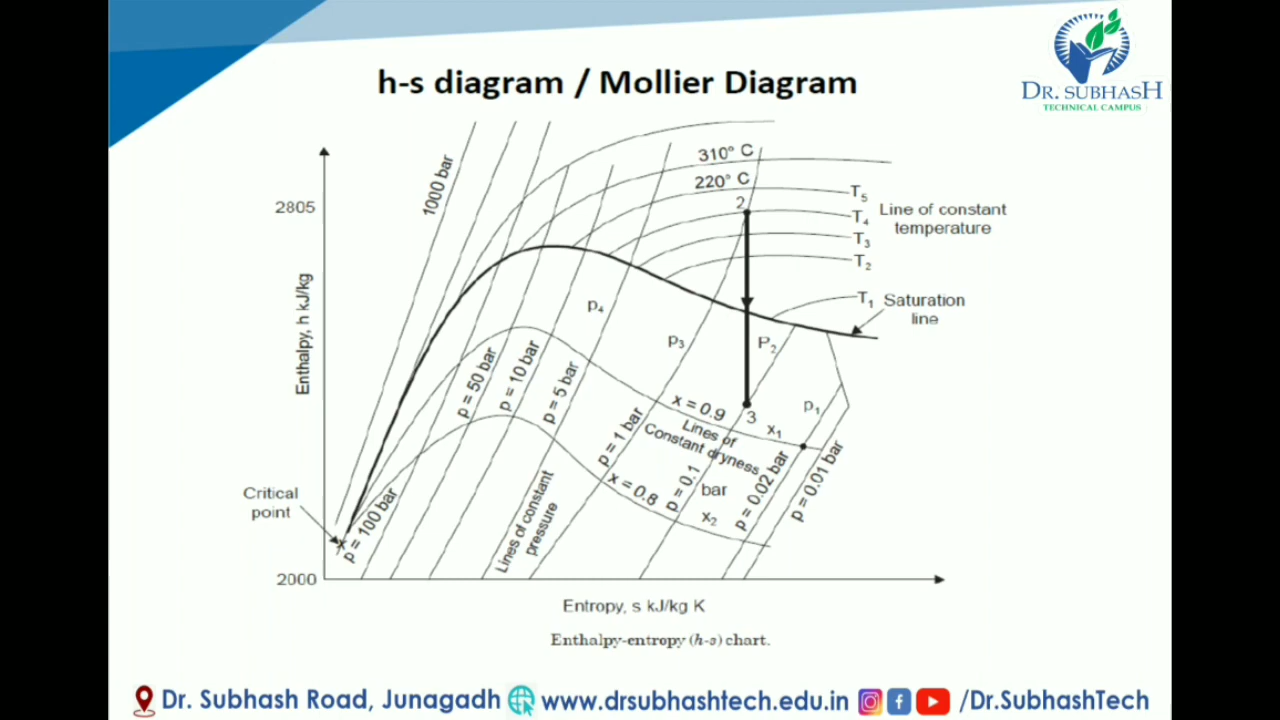 h-s diagram / Mollier Diagram
DR. SUBHASH
TECHNICAL CAMPUS
1000 bar
310° C
220° C
2805
2
T5
T4
T3
T2
T1
Line of constant
temperature
Saturation
line
Enthalpy, h kJ/kg
P4
P3
P2
P1
p = 50 bar
p = 10 bar
p = 5 bar
p = 1 bar
x = 0.9
3
x1
Lines of
Constant dryness
p = 0.1
bar
p = 0.02 bar
p = 0.01 bar
x = 0.8
x2
Critical
point
p = 100 bar
Lines of constant
pressure
2000
Entropy, s kJ/kg K
Enthalpy-entropy (h-s) chart.
Dr. Subhash Road, Junagadh www.drsubhashtech.edu.in /Dr.SubhashTech